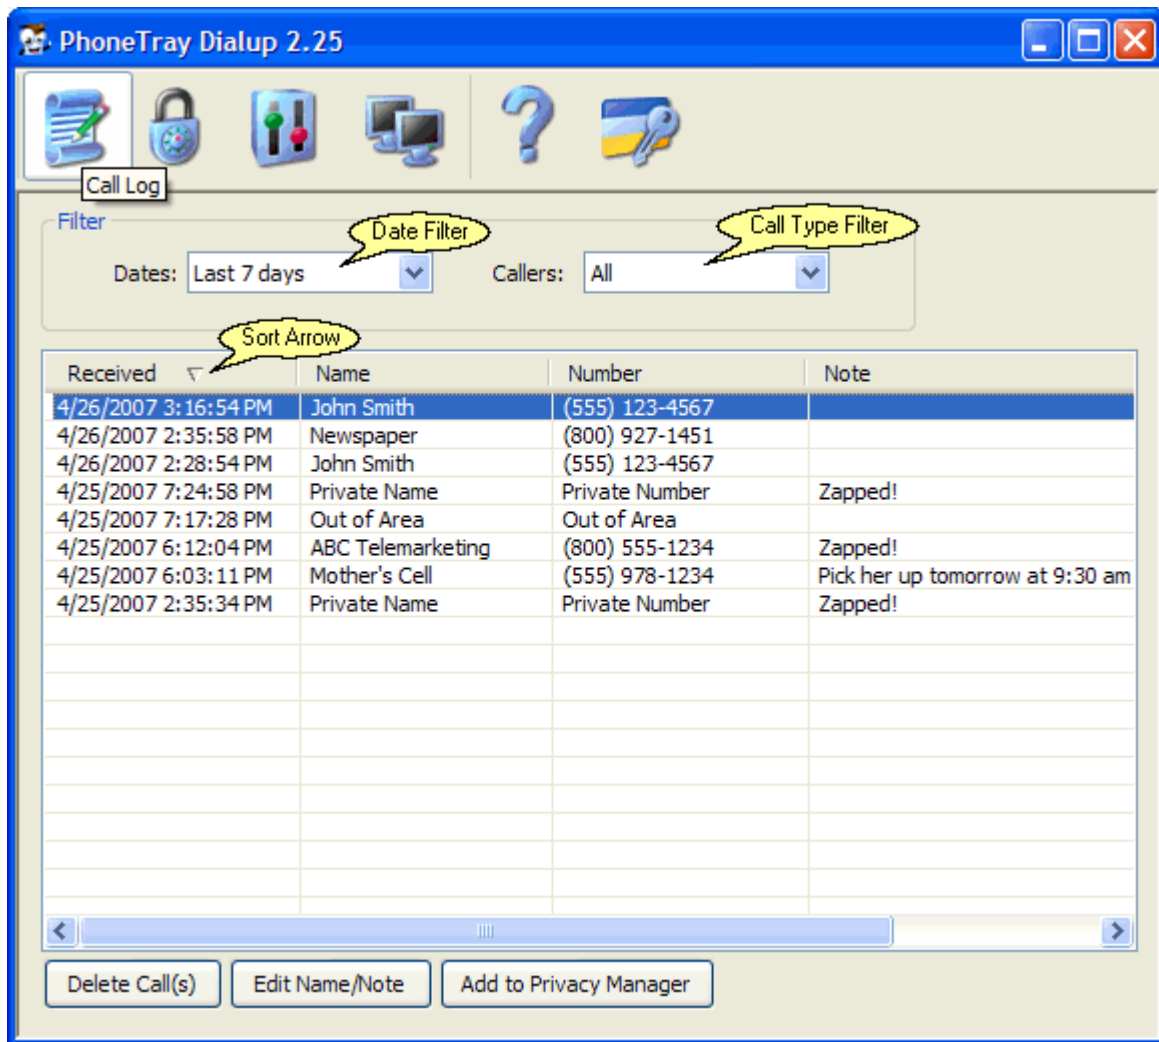 PhoneTray Dialup 2.25
Call Log
Filter
Date Filter
Call Type Filter
Dates: Last 7 days Callers: All
Sort Arrow
Received Name Number Note
4/26/2007 3:16:54 PM John Smith (555) 123-4567
4/26/2007 2:35:58 PM Newspaper (800) 927-1451
4/26/2007 2:28:54 PM John Smith (555) 123-4567
4/25/2007 7:24:58 PM Private Name Private Number Zapped!
4/25/2007 7:17:28 PM Out of Area Out of Area
4/25/2007 6:12:04 PM ABC Telemarketing (800) 555-1234 Zapped!
4/25/2007 6:03:11 PM Mother's Cell (555) 978-1234 Pick her up tomorrow at 9:30 am
4/25/2007 2:35:34 PM Private Name Private Number Zapped!
Delete Call(s) Edit Name/Note Add to Privacy Manager